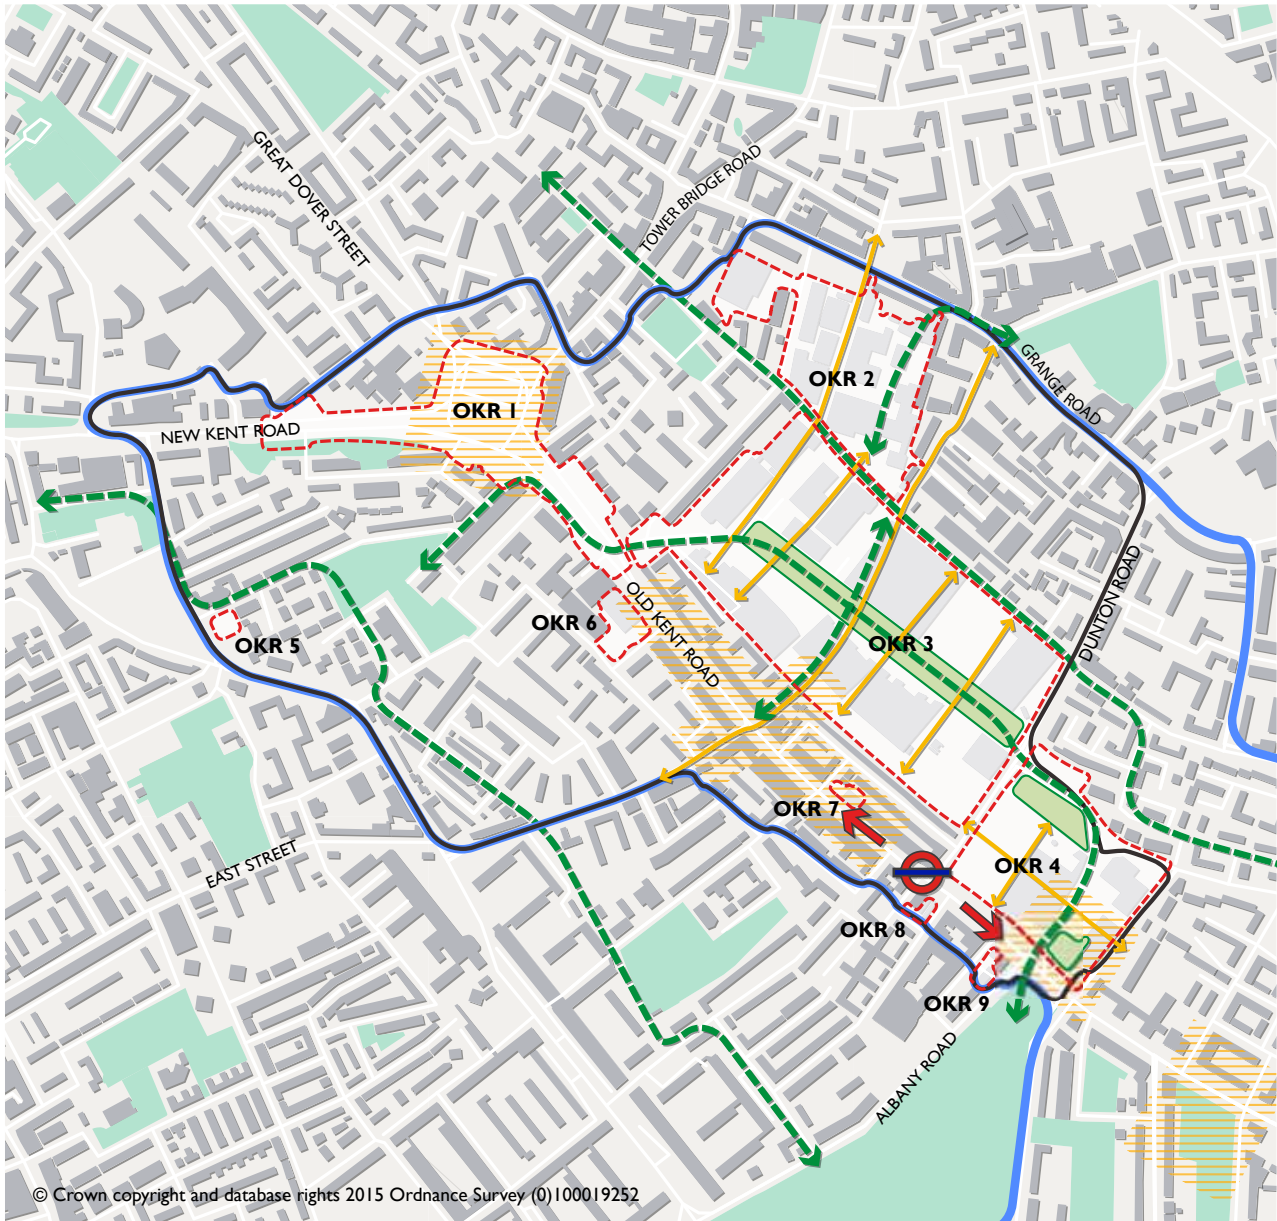 GREAT DOVER STREET
TOWER BRIDGE ROAD
GRANGE ROAD
OKR 2
OKR 1
NEW KENT ROAD
DUNTON ROAD
OLD KENT ROAD
OKR 6
OKR 5
OKR 3
OKR 7
EAST STREET
OKR 4
OKR 8
OKR 9
ALBANY ROAD
© Crown copyright and database rights 2015 Ordnance Survey (0)100019252